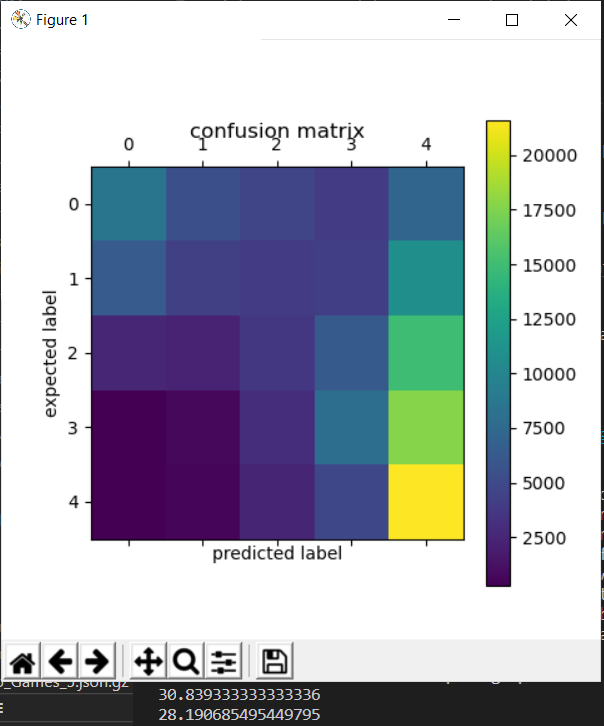 Figure 1
confusion matrix
0 1 2 3 4
0
1
2
3
4
expected label
predicted label
20000
17500
15000
12500
10000
7500
5000
2500
_Games_5.json.gz
30.839333333333336
28.190685495449795